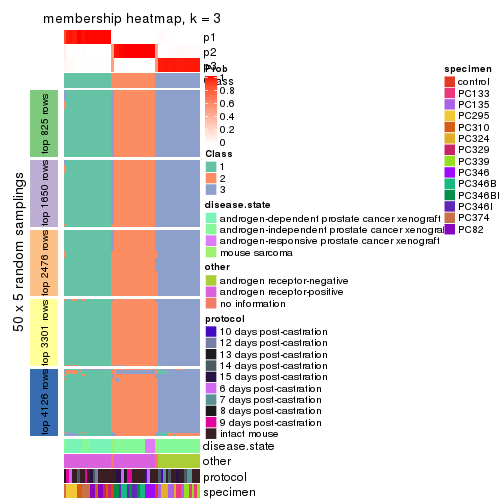 membership heatmap, k = 3
p1
p2
p3
Prob
1
0.8
0.6
0.4
0.2
0
Class
Class
1
2
3
50 x 5 random samplings
top 825 rows
top 1650 rows
top 2476 rows
top 3301 rows
top 4126 rows
disease.state
androgen-dependent prostate cancer xenograft
androgen-independent prostate cancer xenograft
androgen-responsive prostate cancer xenograft
mouse sarcoma
other
androgen receptor-negative
androgen receptor-positive
no information
protocol
10 days post-castration
12 days post-castration
13 days post-castration
14 days post-castration
15 days post-castration
6 days post-castration
7 days post-castration
8 days post-castration
9 days post-castration
intact mouse
specimen
control
PC133
PC135
PC295
PC310
PC324
PC329
PC339
PC346
PC346B
PC346BI
PC346I
PC374
PC82
disease.state
other
protocol
specimen